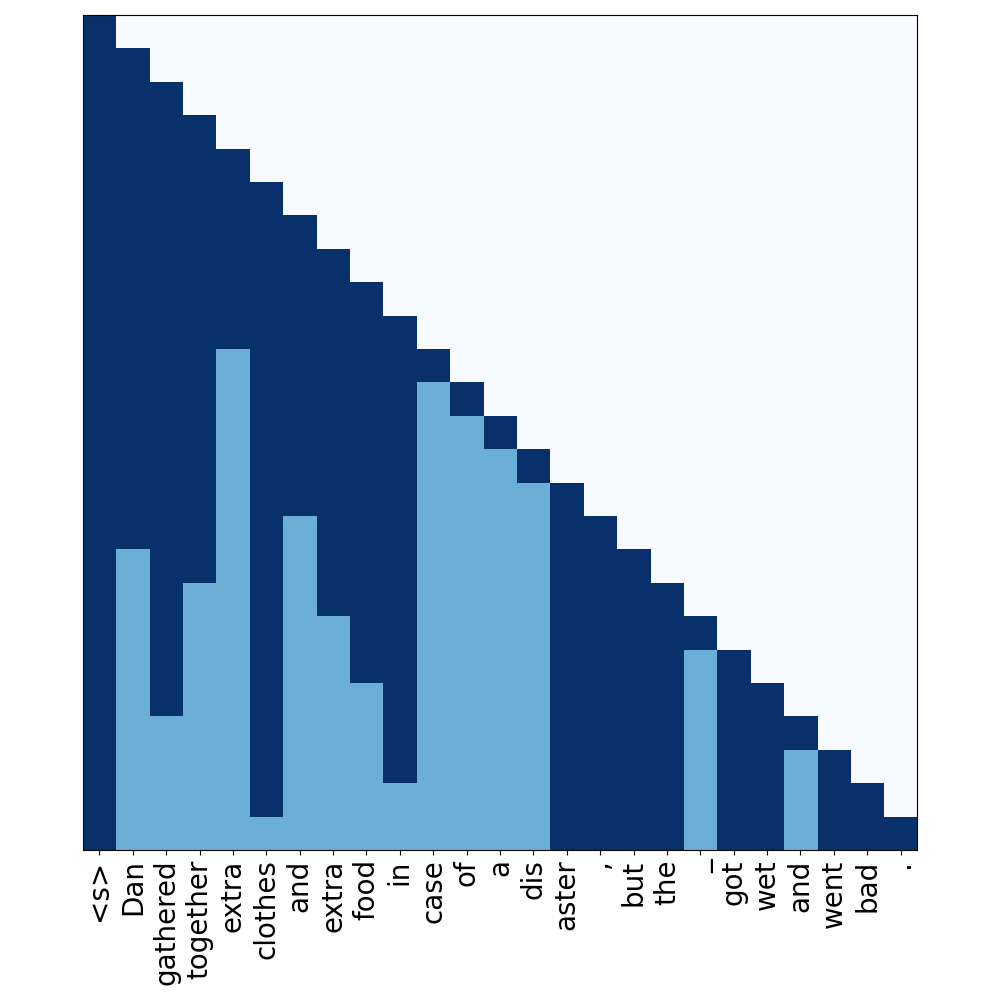 <s> Dan gathered together extra clothes and extra food in case of a dis aster , but the _ got wet and went bad .